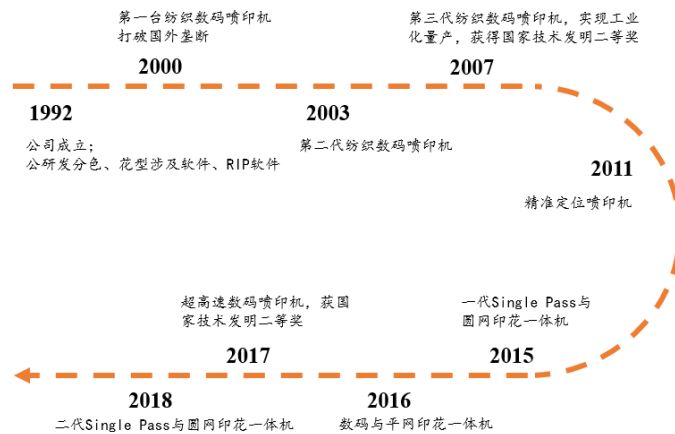 第一台纺织数码喷印机
打破国外垄断
2000
第三代纺织数码喷印机，实现工业
化量产，获得国家技术发明二等奖
2007
1992
公司成立；
公研发分色、花型涉及软件、RIP软件
2003
第二代纺织数码喷印机
2011
精准定位喷印机
一代Single Pass与
圆网印花一体机
2015
数码与平网印花一体机
2016
超高速数码喷印机，获国
家技术发明二等奖
2017
2018
二代Single Pass与圆网印花一体机